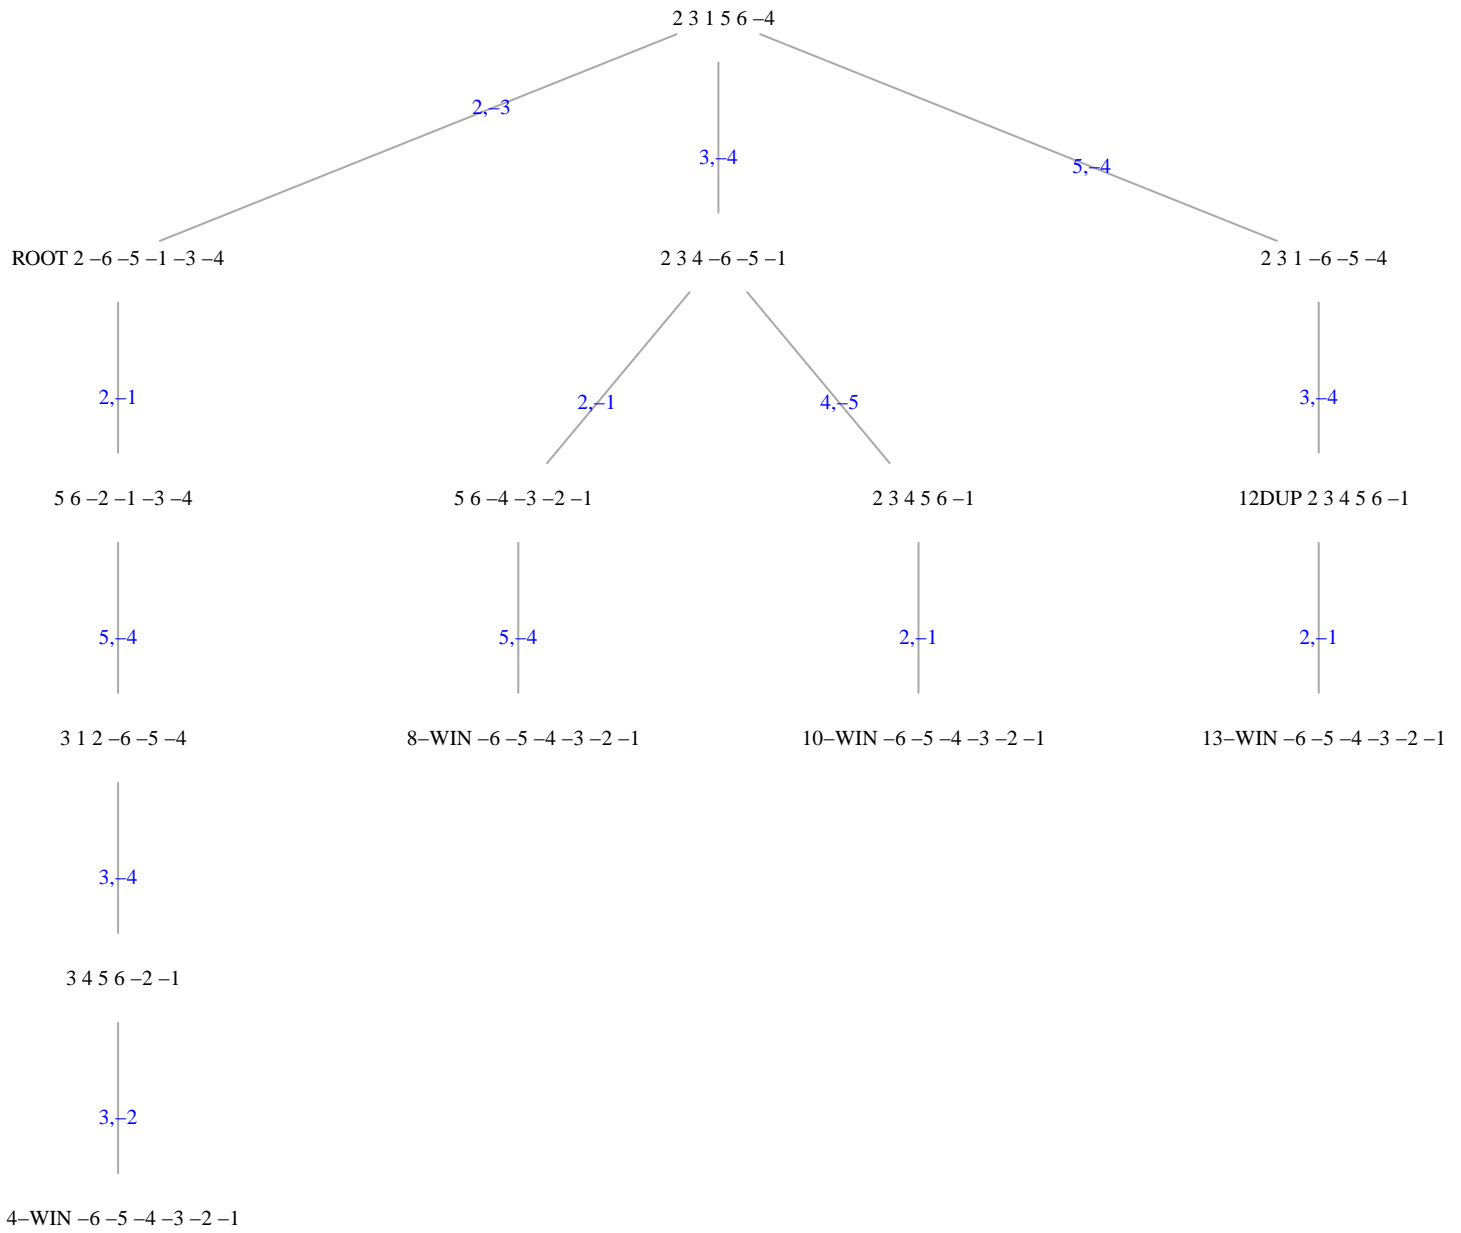 2 3 1 5 6 –4
2,–3
3,–4
5,–4
ROOT 2 –6 –5 –1 –3 –4
2 3 4 –6 –5 –1
2 3 1 –6 –5 –4
2,–1
2,–1
4,–5
3,–4
5 6 –2 –1 –3 –4
5 6 –4 –3 –2 –1
2 3 4 5 6 –1
12DUP 2 3 4 5 6 –1
5,–4
5,–4
2,–1
2,–1
3 1 2 –6 –5 –4
8–WIN –6 –5 –4 –3 –2 –1
10–WIN –6 –5 –4 –3 –2 –1
13–WIN –6 –5 –4 –3 –2 –1
3,–4
3 4 5 6 –2 –1
3,–2
4–WIN –6 –5 –4 –3 –2 –1